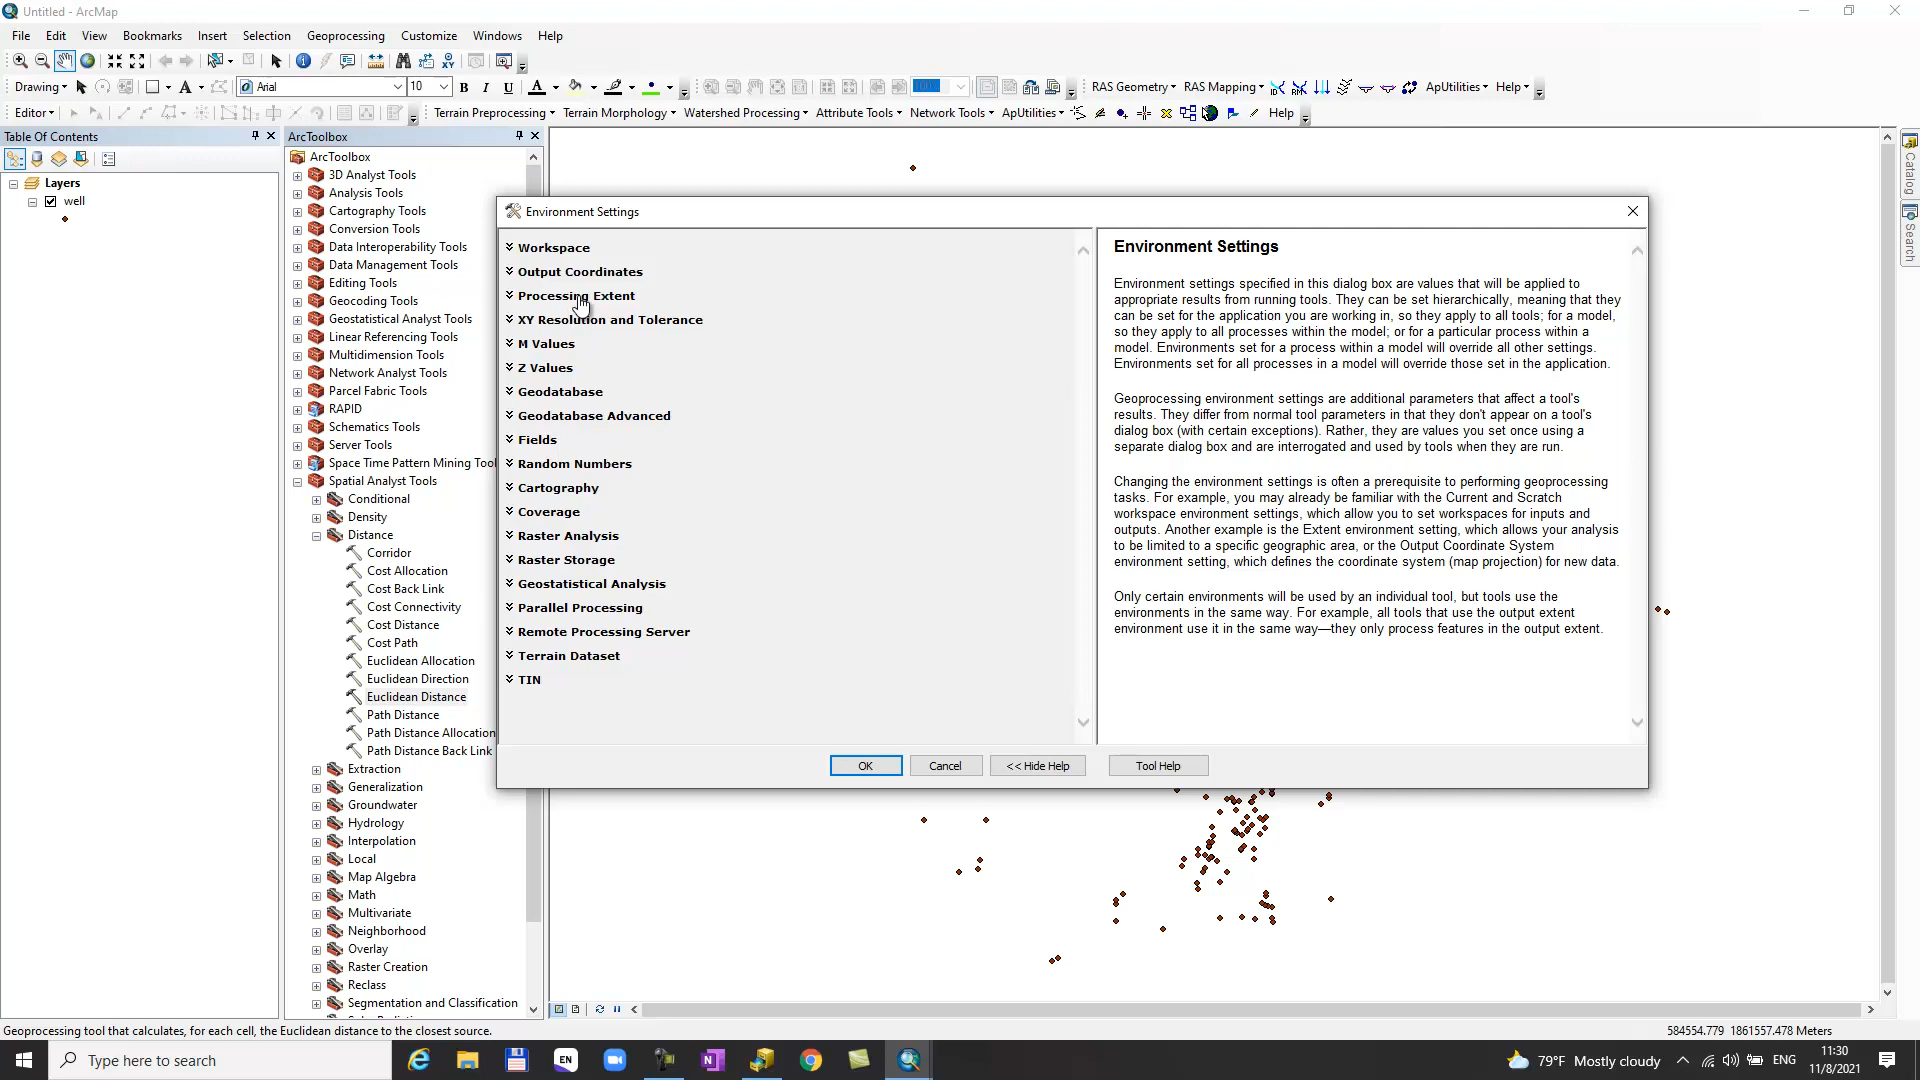 Untitled - ArcMap
File Edit View Bookmarks Insert Selection Geoprocessing Customize Windows Help
Drawing Arial 10 B I U A RAS Geometry RAS Mapping ApUtilities Help
Editor Terrain Preprocessing Terrain Morphology Watershed Processing Attribute Tools Network Tools ApUtilities Help
Table Of Contents
Layers
well
ArcToolbox
ArcToolbox
3D Analyst Tools
Analysis Tools
Cartography Tools
Conversion Tools
Data Interoperability Tools
Data Management Tools
Editing Tools
Geocoding Tools
Geostatistical Analyst Tools
Linear Referencing Tools
Multidimension Tools
Network Analyst Tools
Parcel Fabric Tools
RAPID
Schematics Tools
Server Tools
Space Time Pattern Mining Tool
Spatial Analyst Tools
Conditional
Density
Distance
Corridor
Cost Allocation
Cost Back Link
Cost Connectivity
Cost Distance
Cost Path
Euclidean Allocation
Euclidean Direction
Euclidean Distance
Path Distance
Path Distance Allocation
Path Distance Back Link
Extraction
Generalization
Groundwater
Hydrology
Interpolation
Local
Map Algebra
Math
Multivariate
Neighborhood
Overlay
Raster Creation
Reclass
Segmentation and Classification
Environment Settings
Workspace
Output Coordinates
Processing Extent
XY Resolution and Tolerance
M Values
Z Values
Geodatabase
Geodatabase Advanced
Fields
Random Numbers
Cartography
Coverage
Raster Analysis
Raster Storage
Geostatistical Analysis
Parallel Processing
Remote Processing Server
Terrain Dataset
TIN
OK Cancel << Hide Help Tool Help
Environment Settings
Environment settings specified in this dialog box are values that will be applied to
appropriate results from running tools. They can be set hierarchically, meaning that they
can be set for the application you are working in, so they apply to all tools; for a model,
so they apply to all processes within the model; or for a particular process within a
model. Environments set for a process within a model will override all other settings.
Environments set for all processes in a model will override those set in the application.
Geoprocessing environment settings are additional parameters that affect a tool's
results. They differ from normal tool parameters in that they don't appear on a tool's
dialog box (with certain exceptions). Rather, they are values you set once using a
separate dialog box and are interrogated and used by tools when they are run.
Changing the environment settings is often a prerequisite to performing geoprocessing
tasks. For example, you may already be familiar with the Current and Scratch
workspace environment settings, which allow you to set workspaces for inputs and
outputs. Another example is the Extent environment setting, which allows your analysis
to be limited to a specific geographic area, or the Output Coordinate System
environment setting, which defines the coordinate system (map projection) for new data.
Only certain environments will be used by an individual tool, but tools use the
environments in the same way. For example, all tools that use the output extent
environment use it in the same way—they only process features in the output extent.
Catalog
Search
Geoprocessing tool that calculates, for each cell, the Euclidean distance to the closest source.
584554.779 1861557.478 Meters
Type here to search
EN
79°F Mostly cloudy
ENG
11:30
11/8/2021